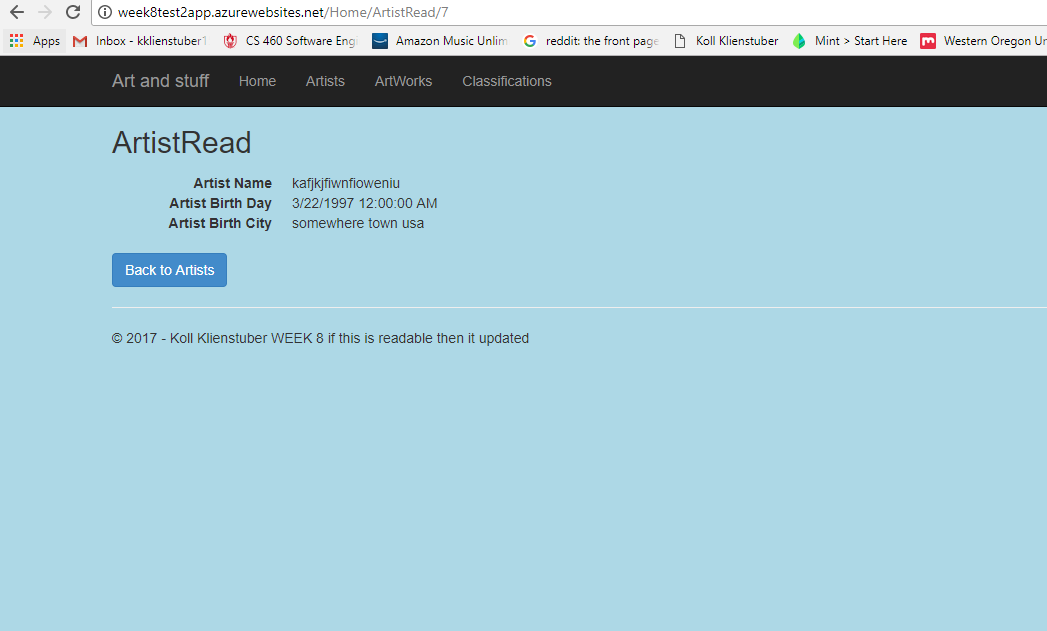 week8test2app.azurewebsites.net/Home/ArtistRead/7
Apps Inbox - kklienstuber1 CS 460 Software Eng Amazon Music Unlim reddit: the front page Koll Klienstuber Mint > Start Here Western Oregon Un
Art and stuff Home Artists ArtWorks Classifications
ArtistRead
Artist Name kafjkjfiwnfioweniu
Artist Birth Day 3/22/1997 12:00:00 AM
Artist Birth City somewhere town usa
Back to Artists
© 2017 - Koll Klienstuber WEEK 8 if this is readable then it updated